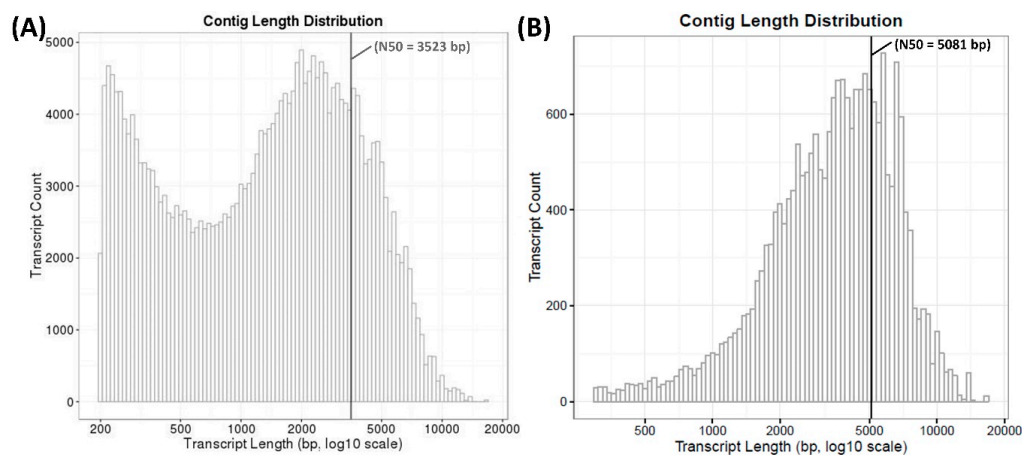 (A)
Contig Length Distribution
(N50 = 3523 bp)
Transcript Count
5000
4000
3000
2000
1000
0
200 500 1000 2000 5000 10000 20000
Transcript Length (bp, log10 scale)
(B)
Contig Length Distribution
(N50 = 5081 bp)
Transcript Count
600
400
200
0
500 1000 2000 5000 10000 20000
Transcript Length (bp, log10 scale)